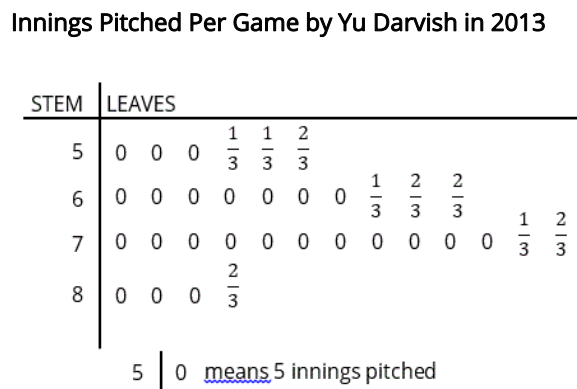 Innings Pitched Per Game by Yu Darvish in 2013
STEM LEAVES
5 0 0 0 1/3 1/3 2/3
6 0 0 0 0 0 0 0 1/3 2/3 2/3
7 0 0 0 0 0 0 0 0 0 0 0 1/3 2/3
8 0 0 0 2/3
5 | 0 means 5 innings pitched